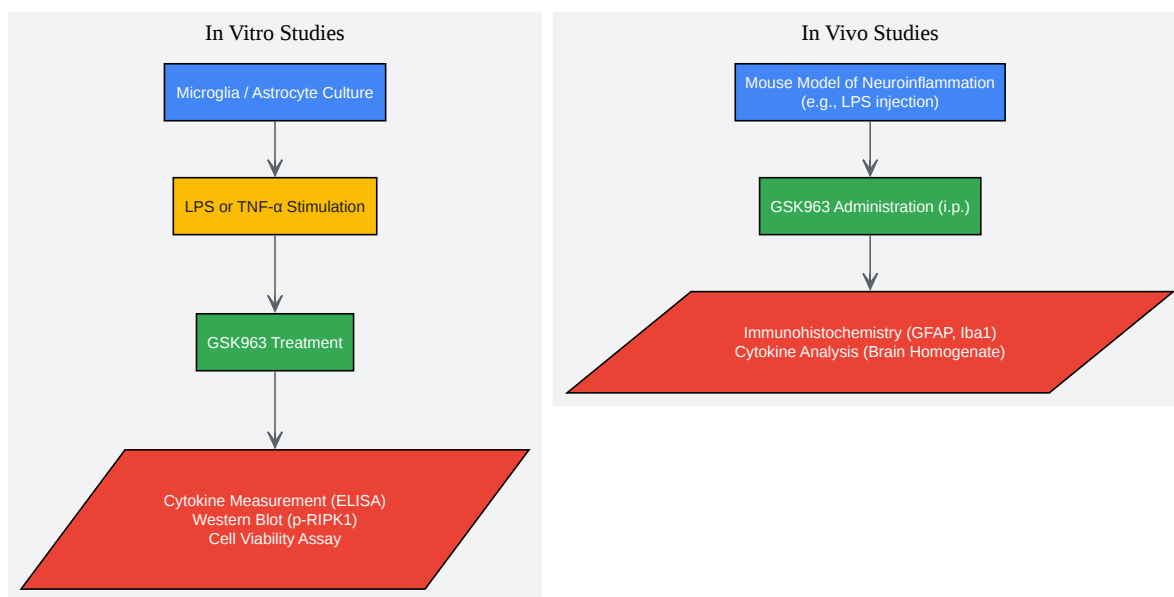 In Vitro Studies
Microglia / Astrocyte Culture
LPS or TNF-α Stimulation
GSK963 Treatment
Cytokine Measurement (ELISA)
Western Blot (p-RIPK1)
Cell Viability Assay
In Vivo Studies
Mouse Model of Neuroinflammation
(e.g., LPS injection)
GSK963 Administration (i.p.)
Immunohistochemistry (GFAP, Iba1)
Cytokine Analysis (Brain Homogenate)